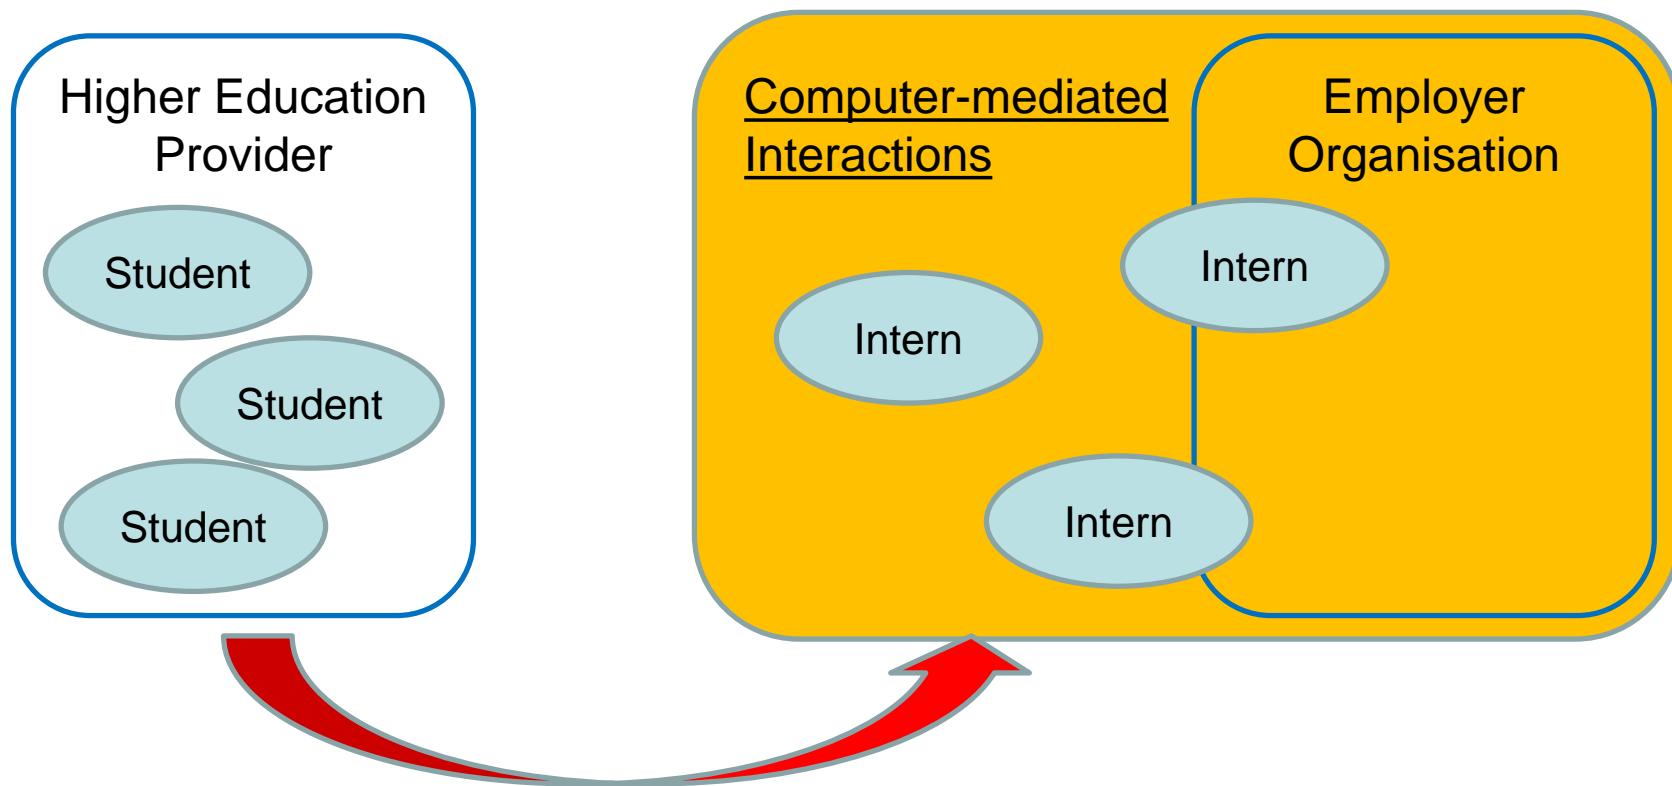 Higher Education
Provider
Student
Student
Student
Computer-mediated
Interactions
Employer
Organisation
Intern
Intern
Intern